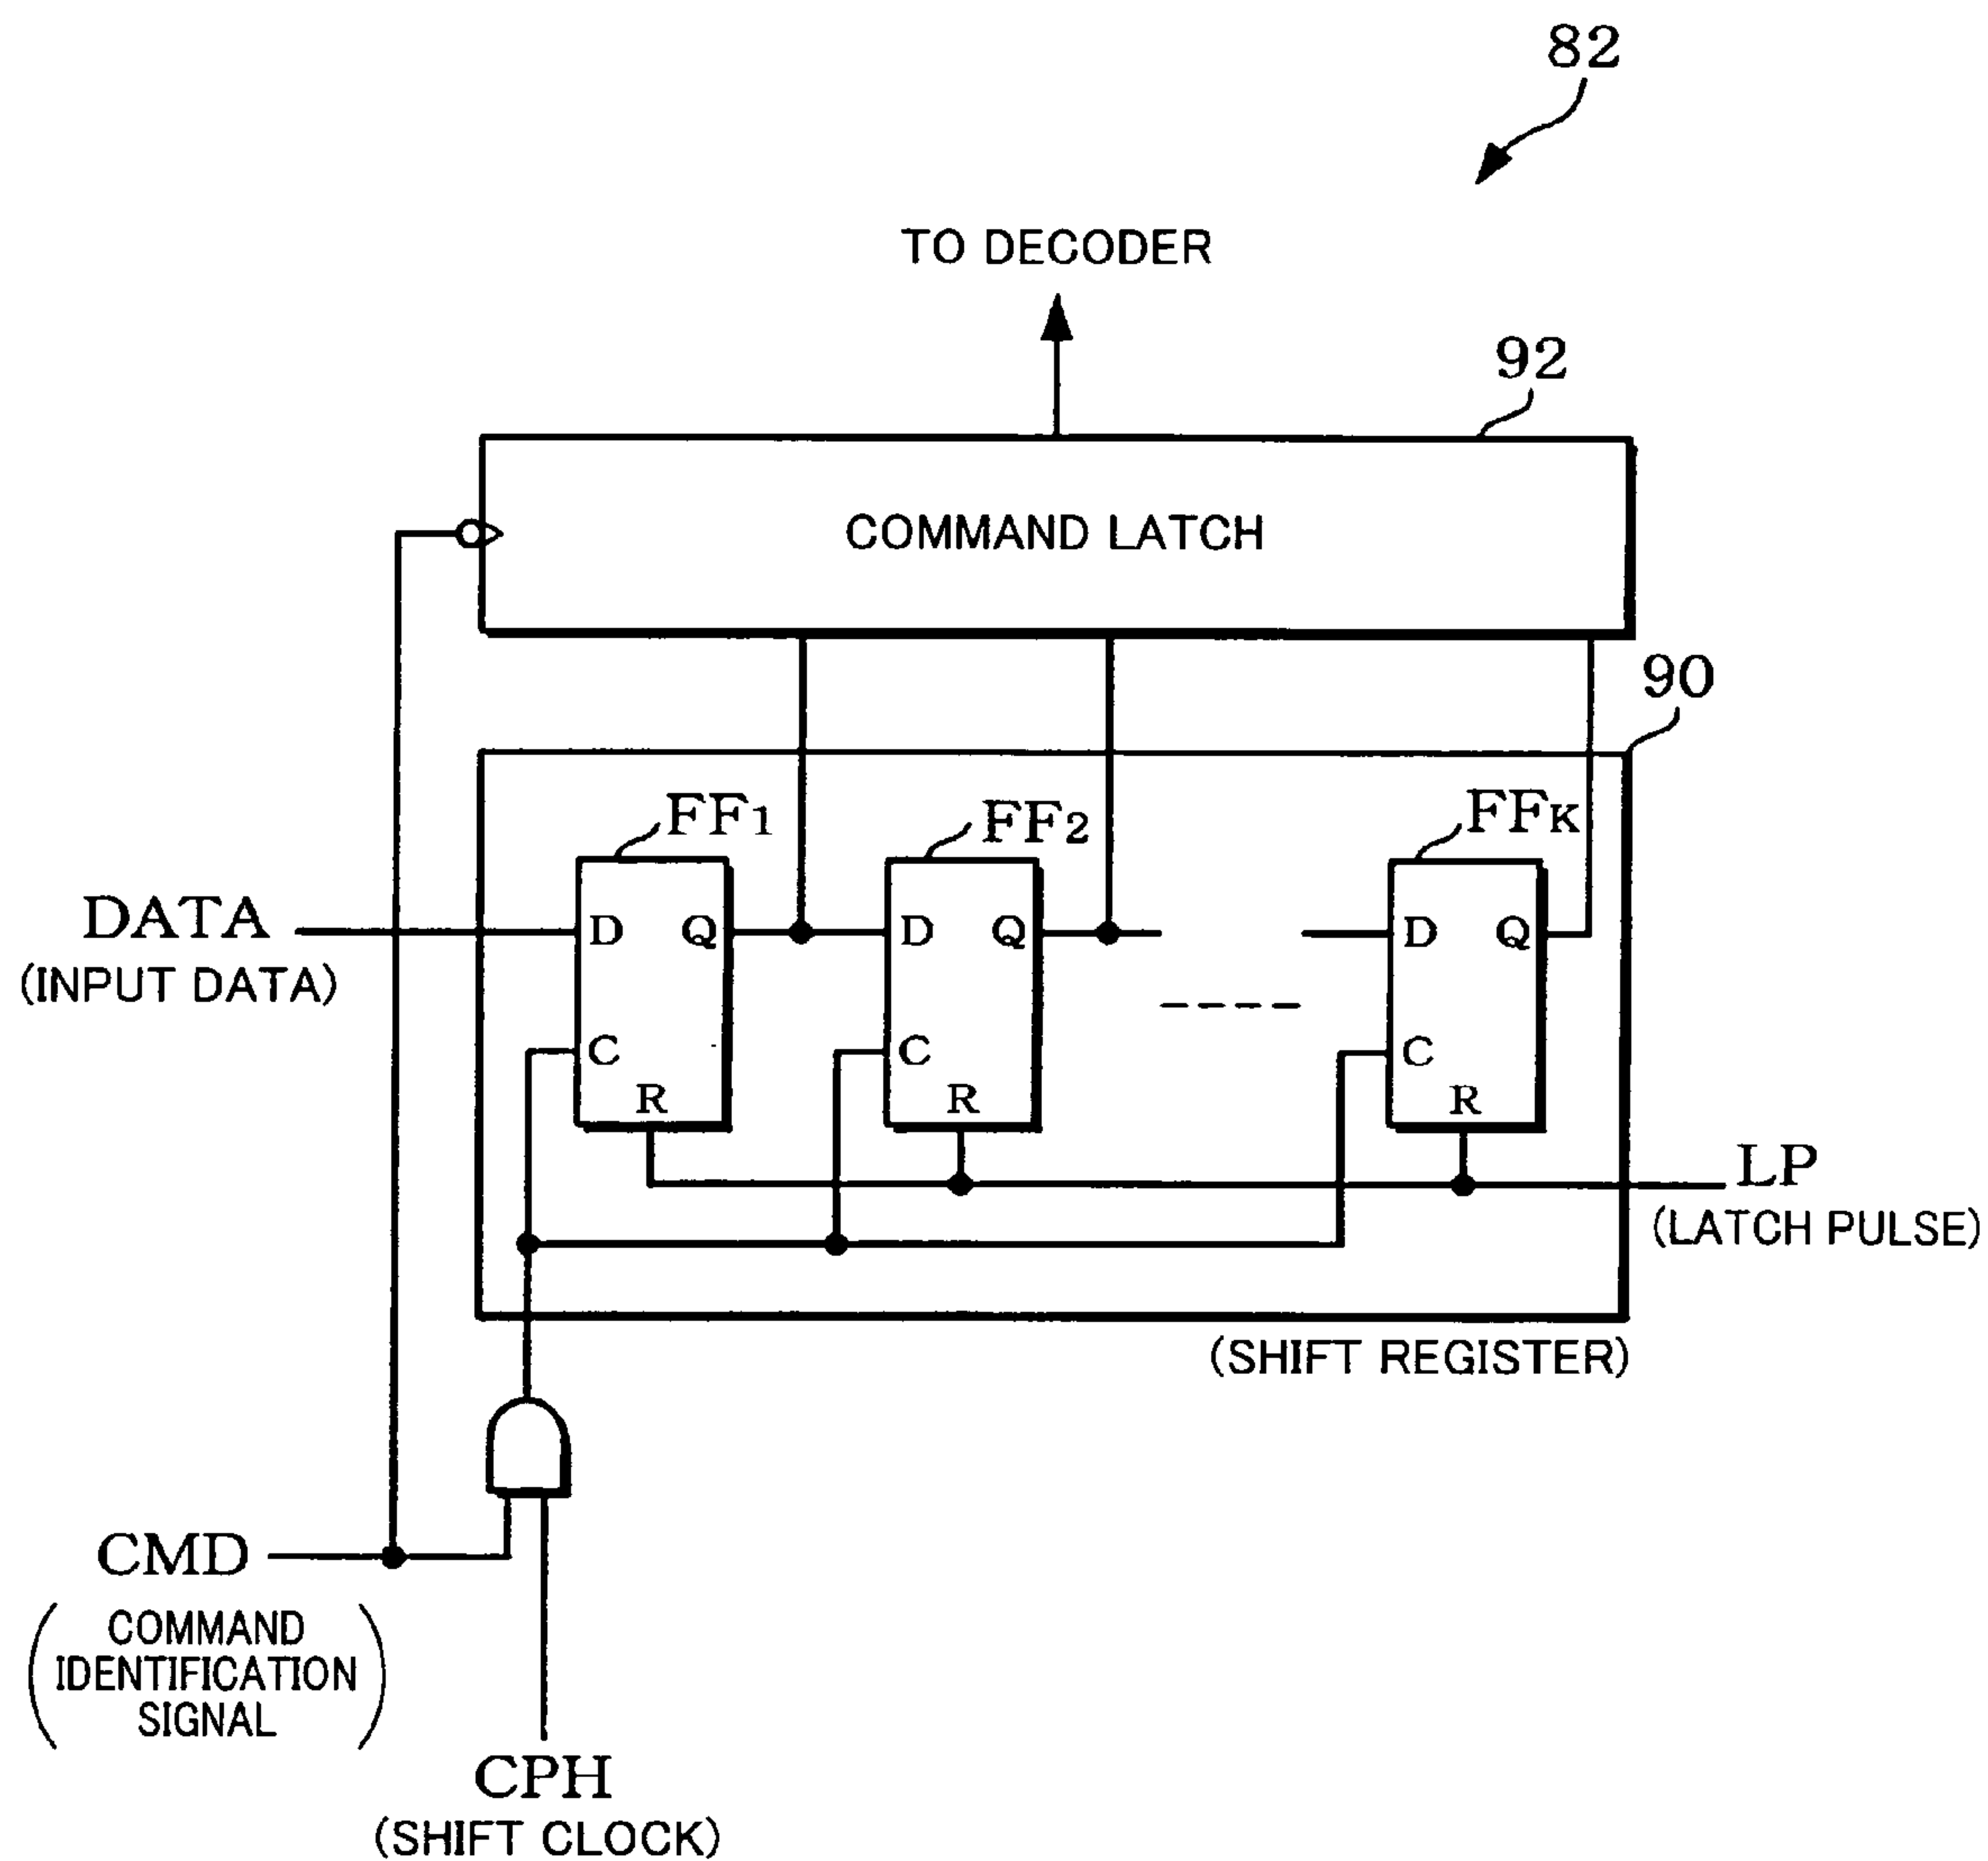 82
TO DECODER
92
COMMAND LATCH
90
FF1
FF2
FFK
DATA
(INPUT DATA)
D Q
C
R
D Q
C
R
D Q
C
R
LP
(LATCH PULSE)
(SHIFT REGISTER)
CMD
(COMMAND
IDENTIFICATION
SIGNAL)
CPH
(SHIFT CLOCK)